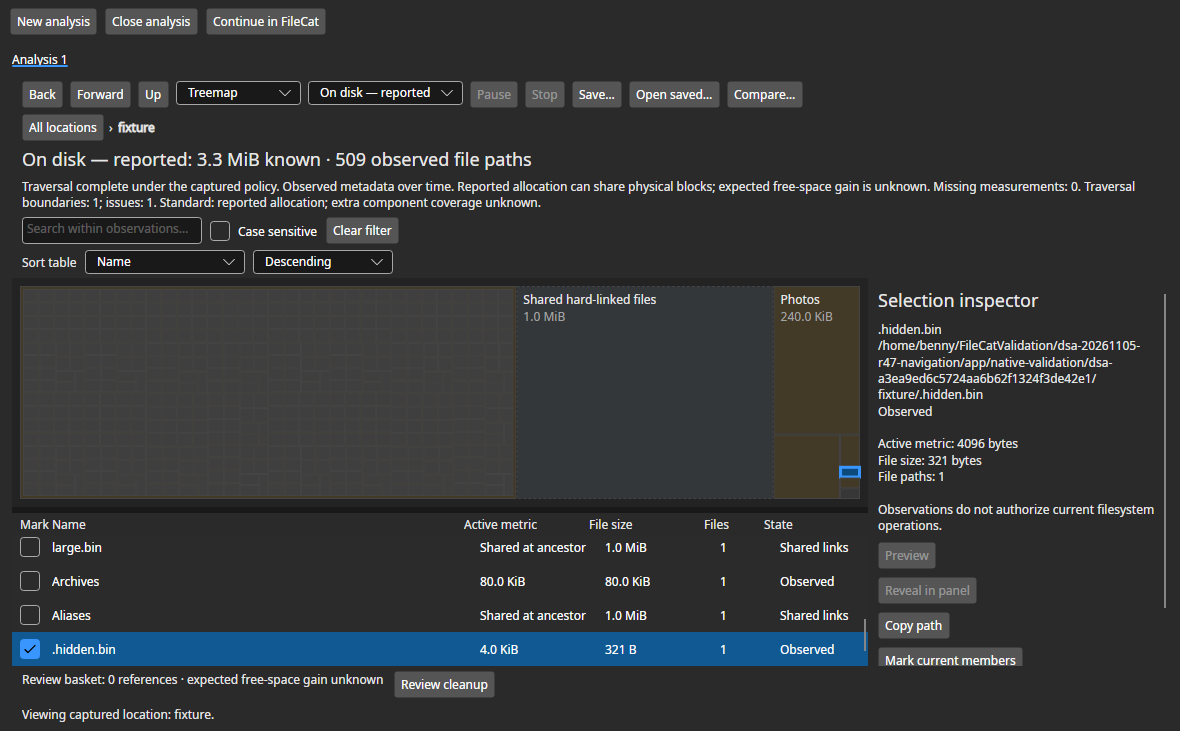 New analysis Close analysis Continue in FileCat
Analysis 1
Back Forward Up Treemap On disk — reported Pause Stop Save... Open saved... Compare...
All locations › fixture
On disk — reported: 3.3 MiB known · 509 observed file paths
Traversal complete under the captured policy. Observed metadata over time. Reported allocation can share physical blocks; expected free-space gain is unknown. Missing measurements: 0. Traversal
boundaries: 1; issues: 1. Standard: reported allocation; extra component coverage unknown.
Search within observations... Case sensitive Clear filter
Sort table Name Descending
Shared hard-linked files
1.0 MiB
Photos
240.0 KiB
Mark Name Active metric File size Files State
large.bin Shared at ancestor 1.0 MiB 1 Shared links
Archives 80.0 KiB 80.0 KiB 1 Observed
Aliases Shared at ancestor 1.0 MiB 1 Shared links
.hidden.bin 4.0 KiB 321 B 1 Observed
Selection inspector
.hidden.bin
/home/benny/FileCatValidation/dsa-20261105-
r47-navigation/app/native-validation/dsa-
a3ea9ed6c5724aa6b62f1324f3de42e1/
fixture/.hidden.bin
Observed
Active metric: 4096 bytes
File size: 321 bytes
File paths: 1
Observations do not authorize current filesystem
operations.
Preview
Reveal in panel
Copy path
Mark current members
Review basket: 0 references · expected free-space gain unknown Review cleanup
Viewing captured location: fixture.